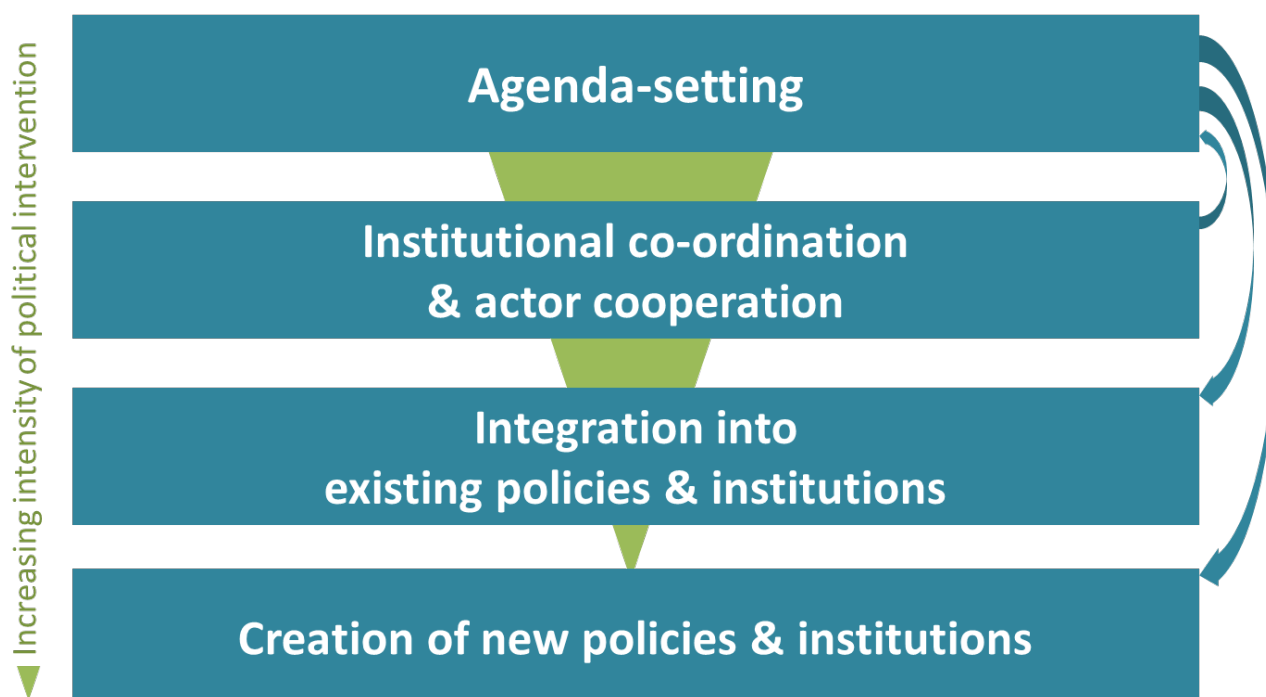 Increasing intensity of political intervention
Agenda-setting
Institutional co-ordination
& actor cooperation
Integration into
existing policies & institutions
Creation of new policies & institutions